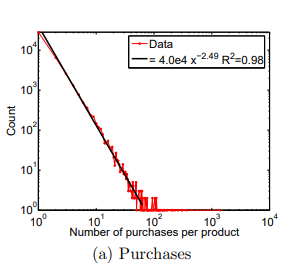 Data
= 4.0e4 x^−2.49 R^2=0.98
Count
10^4
10^3
10^2
10^1
10^0
10^0 10^1 10^2 10^3 10^4
Number of purchases per product
(a) Purchases